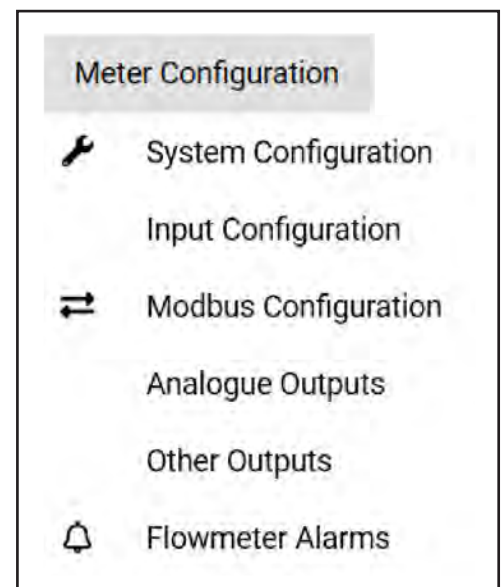 Meter Configuration
System Configuration
Input Configuration
Modbus Configuration
Analogue Outputs
Other Outputs
Flowmeter Alarms